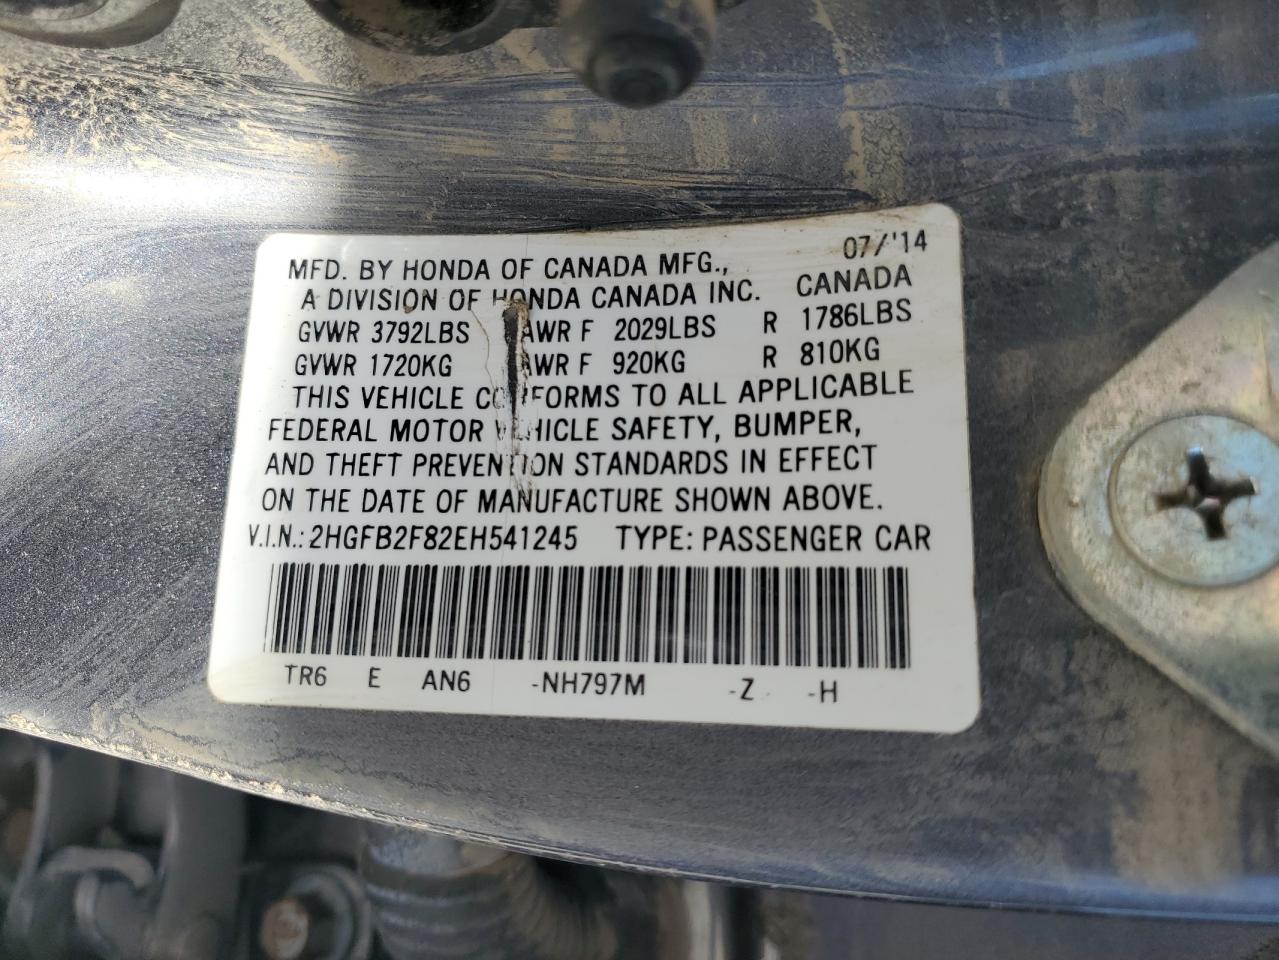 07/'14
MFD. BY HONDA OF CANADA MFG.,
A DIVISION OF HONDA CANADA INC. CANADA
GVWR 3792LBS GAWR F 2029LBS R 1786LBS
GVWR 1720KG GAWR F 920KG R 810KG
THIS VEHICLE CONFORMS TO ALL APPLICABLE
FEDERAL MOTOR VEHICLE SAFETY, BUMPER,
AND THEFT PREVENTION STANDARDS IN EFFECT
ON THE DATE OF MANUFACTURE SHOWN ABOVE.
V.I.N.: 2HGFB2F82EH541245 TYPE: PASSENGER CAR
TR6 E AN6 -NH797M -Z -H